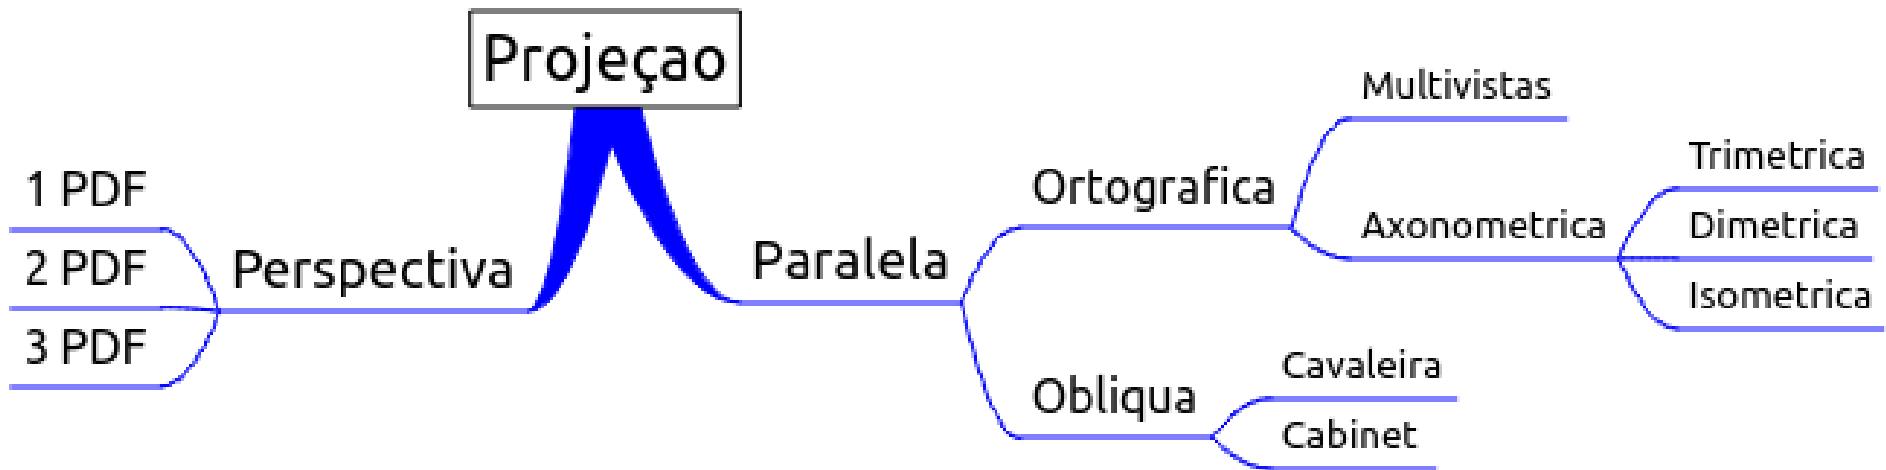 Projeçao
Perspectiva
1 PDF
2 PDF
3 PDF
Paralela
Ortografica
Multivistas
Axonometrica
Trimetrica
Dimetrica
Isometrica
Obliqua
Cavaleira
Cabinet